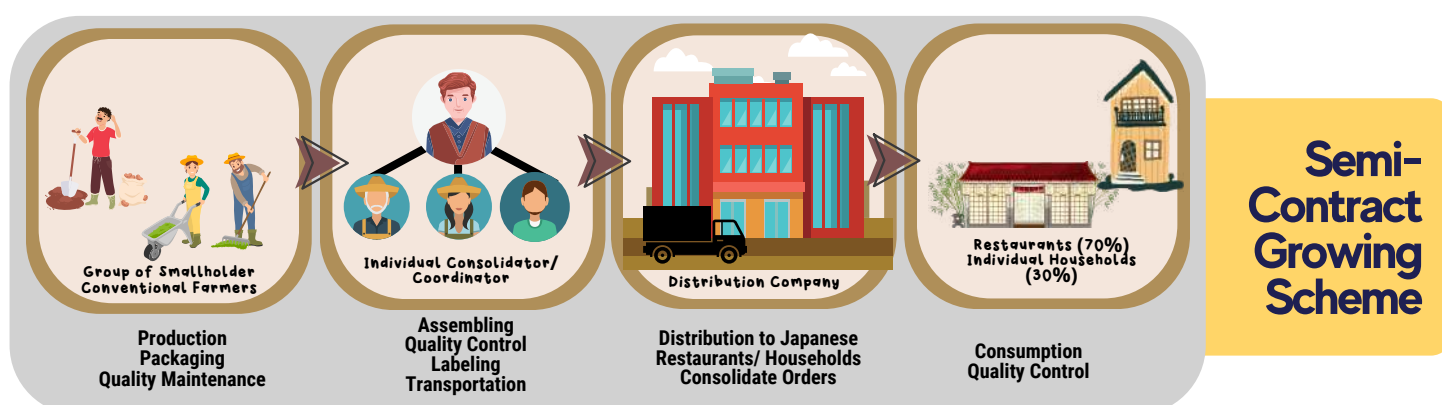 Group of Smallholder
Conventional Farmers
Production
Packaging
Quality Maintenance
Individual Consolidator/
Coordinator
Assembling
Quality Control
Labeling
Transportation
Distribution Company
Distribution to Japanese
Restaurants/ Households
Consolidate Orders
Restaurants (70%)
Individual Households
(30%)
Consumption
Quality Control
Semi-
Contract
Growing
Scheme